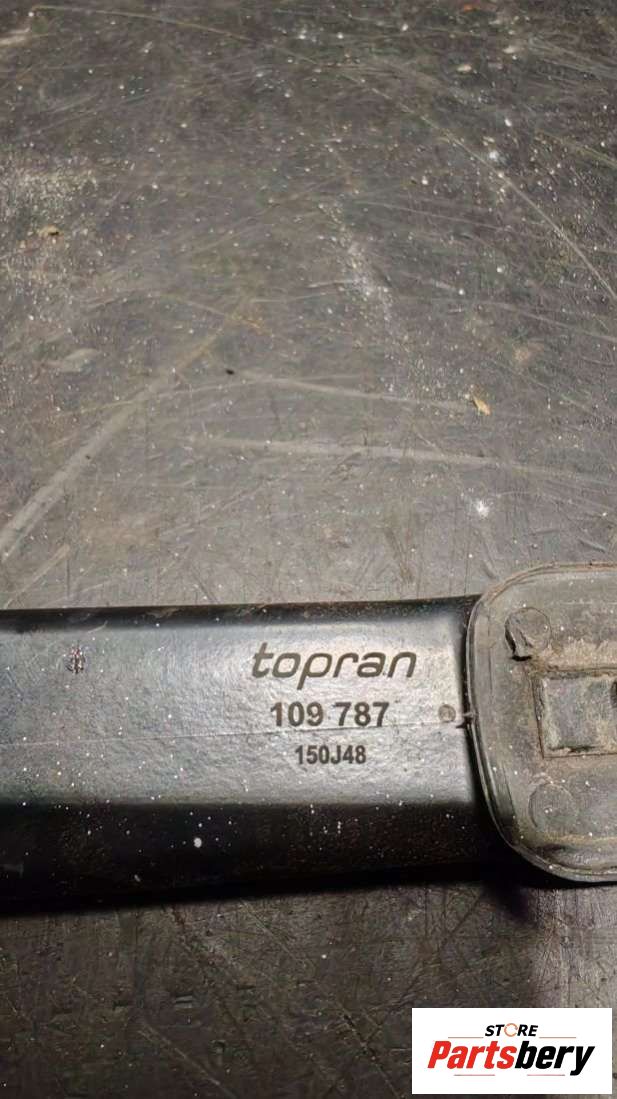 topran
109 787
150J48
STORE
Partsbery